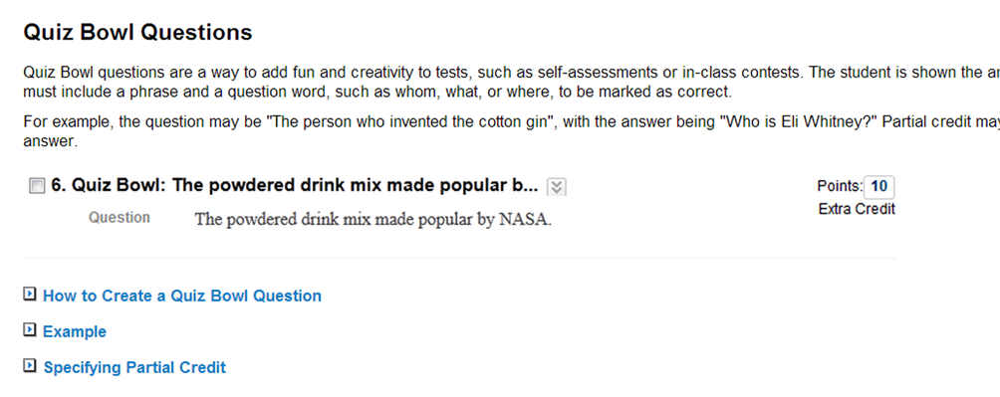 Quiz Bowl Questions
Quiz Bowl questions are a way to add fun and creativity to tests, such as self-assessments or in-class contests. The student is shown the
must include a phrase and a question word, such as whom, what, or where, to be marked as correct.
For example, the question may be "The person who invented the cotton gin", with the answer being "Who is Eli Whitney?" Partial credit may
answer.
6. Quiz Bowl: The powdered drink mix made popular b...
Points: 10
Extra Credit
Question The powdered drink mix made popular by NASA.
How to Create a Quiz Bowl Question
Example
Specifying Partial Credit